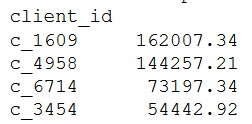 client_id
c_1609 162007.34
c_4958 144257.21
c_6714 73197.34
c_3454 54442.92